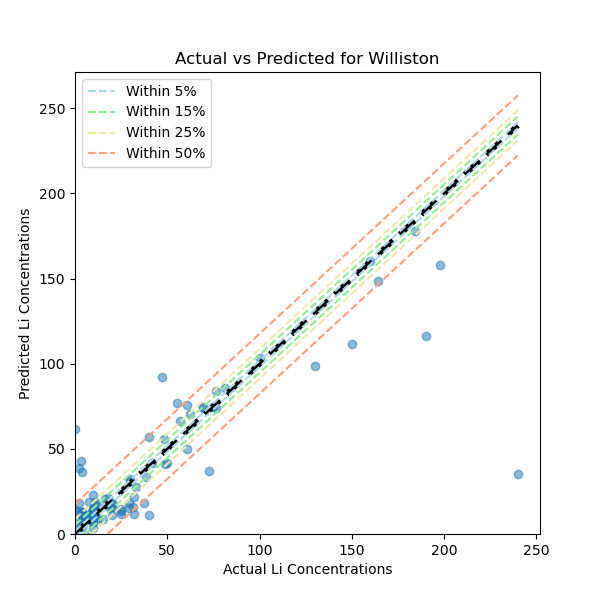 Actual vs Predicted for Williston
Within 5%
Within 15%
Within 25%
Within 50%
250
200
150
100
50
0
Predicted Li Concentrations
0 50 100 150 200 250
Actual Li Concentrations